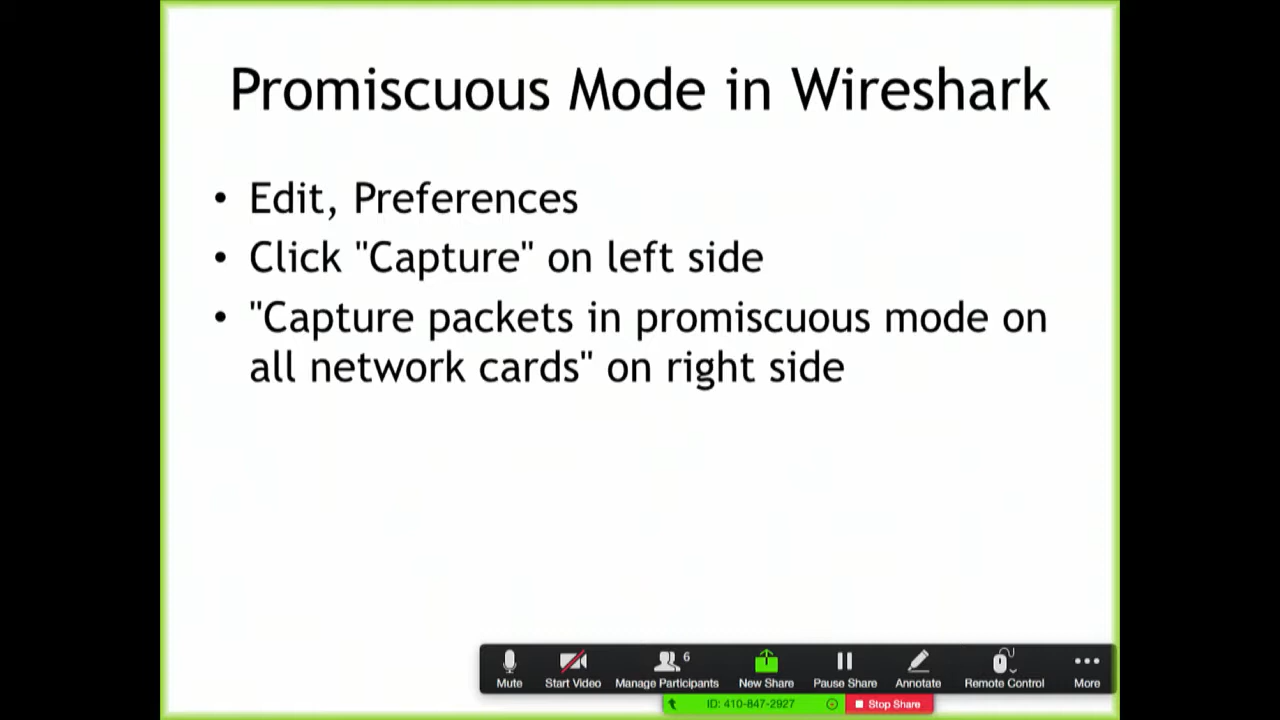 Promiscuous Mode in Wireshark
• Edit, Preferences
• Click "Capture" on left side
• "Capture packets in promiscuous mode on
all network cards" on right side
6
Mute
Start Video
Manage Participants
New Share
Pause Share
Annotate
Remote Control
More
ID: 410-847-2927
Stop Share